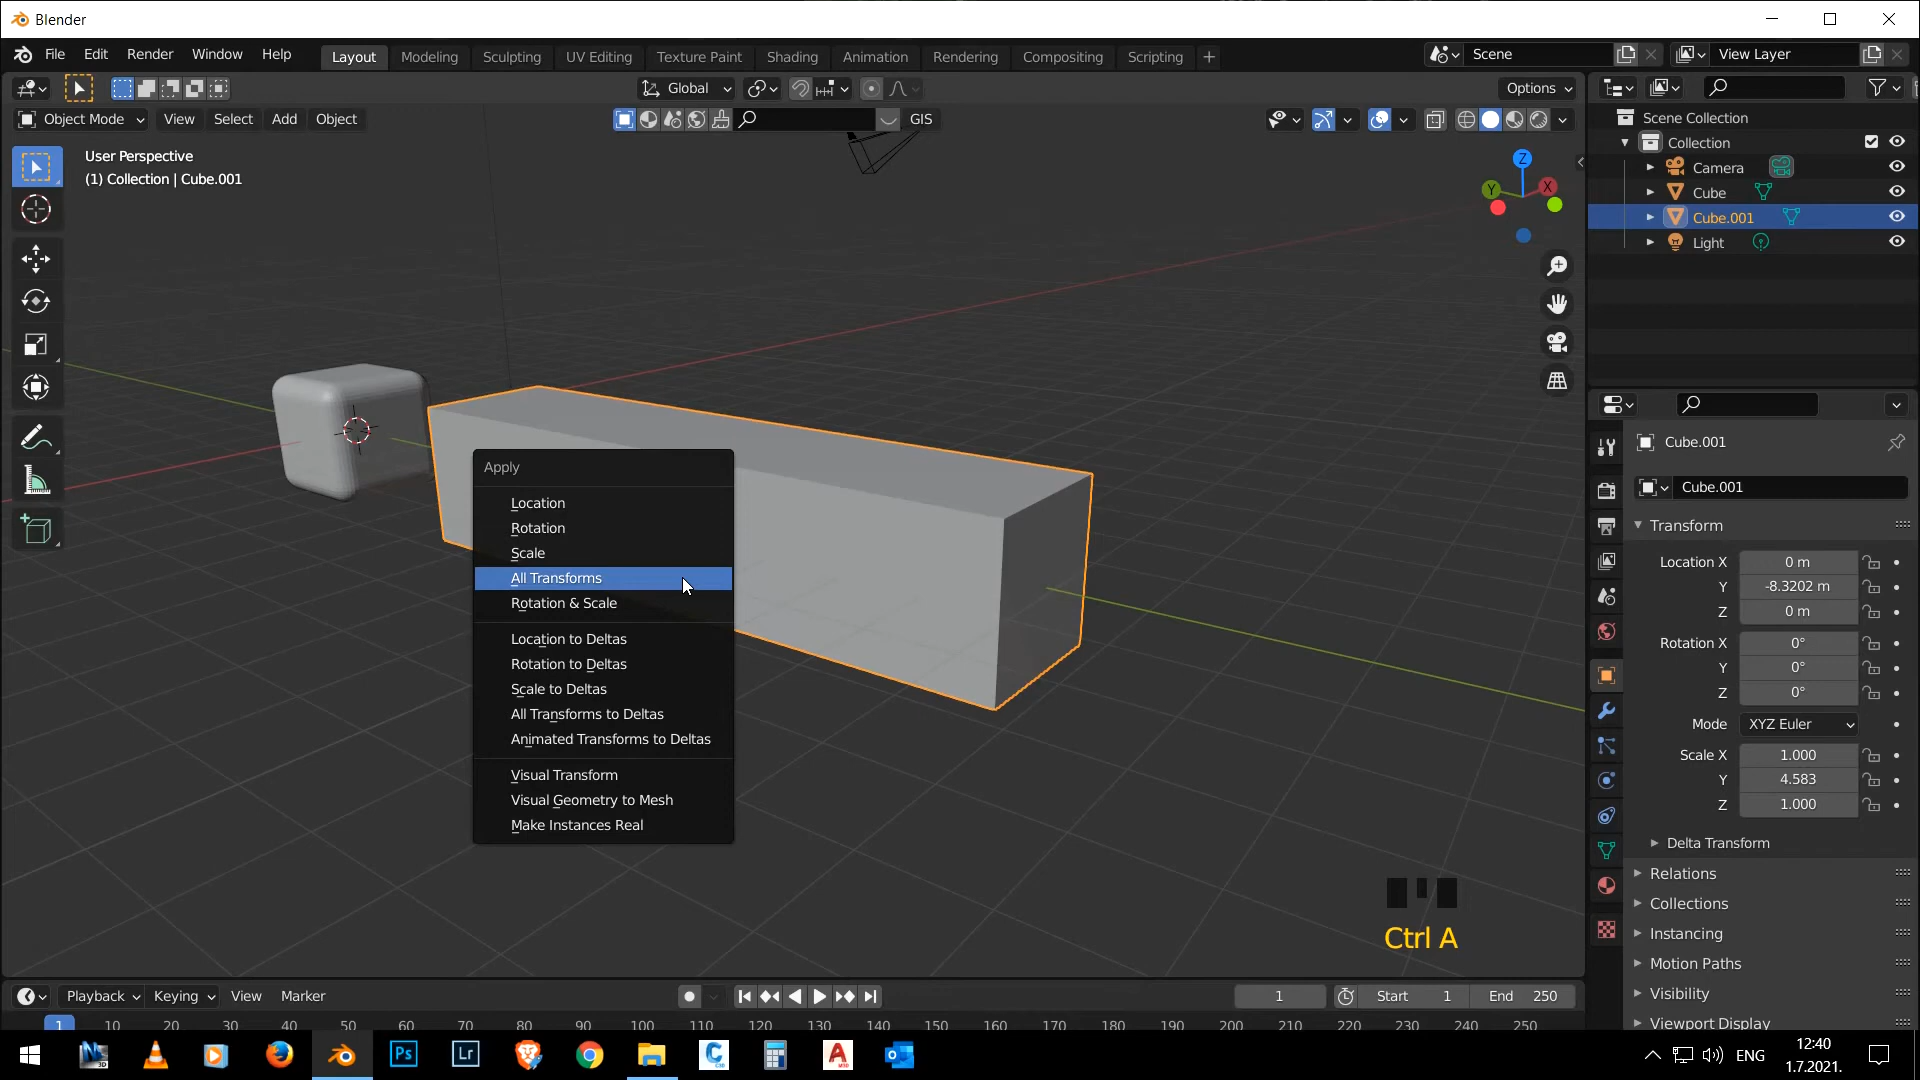 Blender
File Edit Render Window Help Layout Modeling Sculpting UV Editing Texture Paint Shading Animation Rendering Compositing Scripting + Scene View Layer
Global Options
Object Mode View Select Add Object GIS
User Perspective
(1) Collection | Cube.001
Z
Y X
Scene Collection
Collection
Camera
Cube
Cube.001
Light
Apply
Location
Rotation
Scale
All Transforms
Rotation & Scale
Location to Deltas
Rotation to Deltas
Scale to Deltas
All Transforms to Deltas
Animated Transforms to Deltas
Visual Transform
Visual Geometry to Mesh
Make Instances Real
Ctrl A
Cube.001
Cube.001
Transform
Location X 0 m
Y -8.3202 m
Z 0 m
Rotation X 0°
Y 0°
Z 0°
Mode XYZ Euler
Scale X 1.000
Y 4.583
Z 1.000
Delta Transform
Relations
Collections
Instancing
Motion Paths
Visibility
Viewport Display
Playback Keying View Marker 1 Start 1 End 250
1 10 20 30 40 50 60 70 80 90 100 110 120 130 140 150 160 170 180 190 200 210 220 230 240 250
Ps Lr ENG 12:40
1.7.2021.